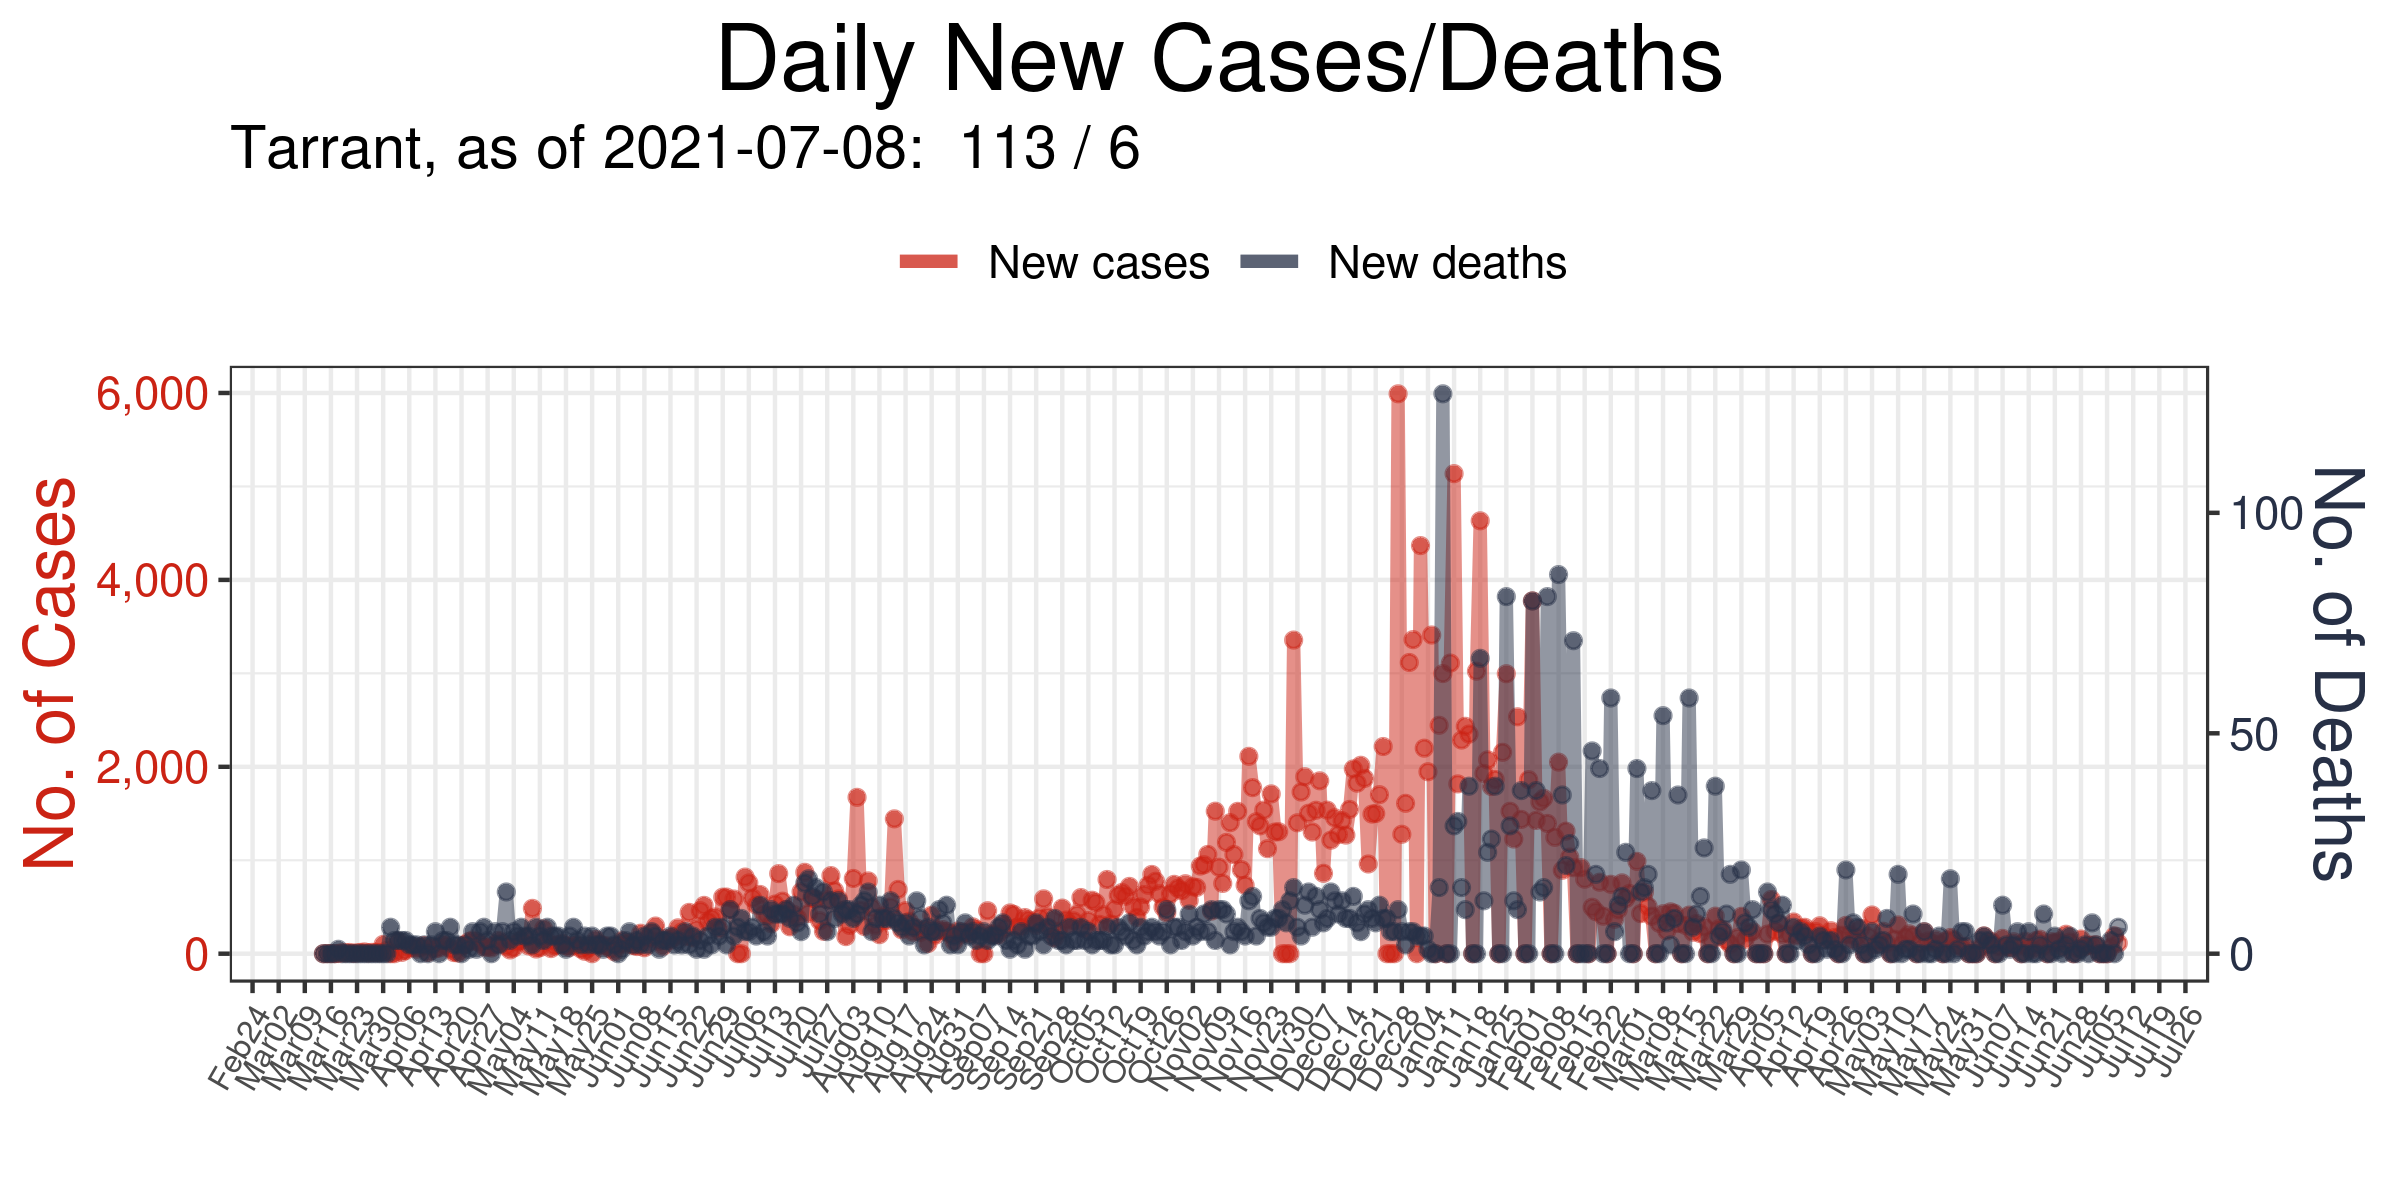 Daily New Cases/Deaths
Tarrant, as of 2021-07-08:  113 / 6
New cases
New deaths
No. of Cases
6,000
4,000
2,000
0
100
50
0
No. of Deaths
Feb24
Mar02
Mar09
Mar16
Mar23
Mar30
Apr06
Apr13
Apr20
Apr27
May04
May11
May18
May25
Jun01
Jun08
Jun15
Jun22
Jun29
Jul06
Jul13
Jul20
Jul27
Aug03
Aug10
Aug17
Aug24
Aug31
Sep07
Sep14
Sep21
Sep28
Oct05
Oct12
Oct19
Oct26
Nov02
Nov09
Nov16
Nov23
Nov30
Dec07
Dec14
Dec21
Dec28
Jan04
Jan11
Jan18
Jan25
Feb01
Feb08
Feb15
Feb22
Mar01
Mar08
Mar15
Mar22
Mar29
Apr05
Apr12
Apr19
Apr26
May03
May10
May17
May24
May31
Jun07
Jun14
Jun21
Jun28
Jul05
Jul12
Jul19
Jul26